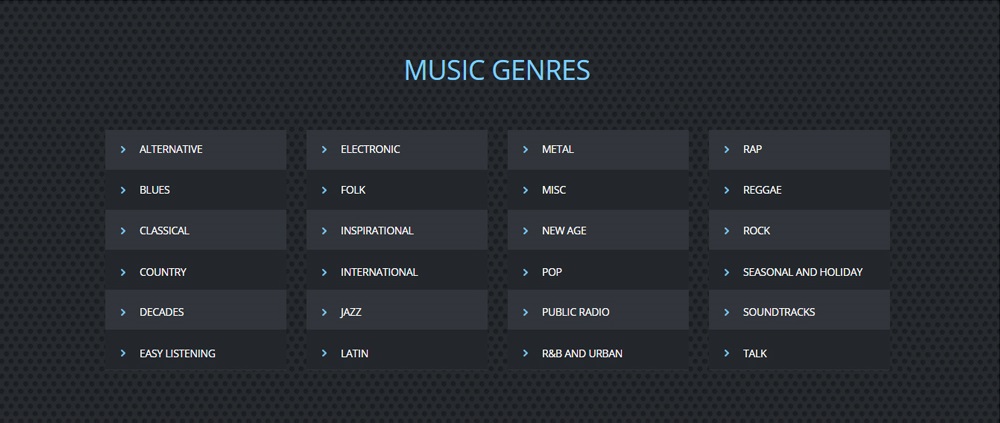 MUSIC GENRES
ALTERNATIVE
BLUES
CLASSICAL
COUNTRY
DECADES
EASY LISTENING
ELECTRONIC
FOLK
INSPIRATIONAL
INTERNATIONAL
JAZZ
LATIN
METAL
MISC
NEW AGE
POP
PUBLIC RADIO
R&B AND URBAN
RAP
REGGAE
ROCK
SEASONAL AND HOLIDAY
SOUNDTRACKS
TALK